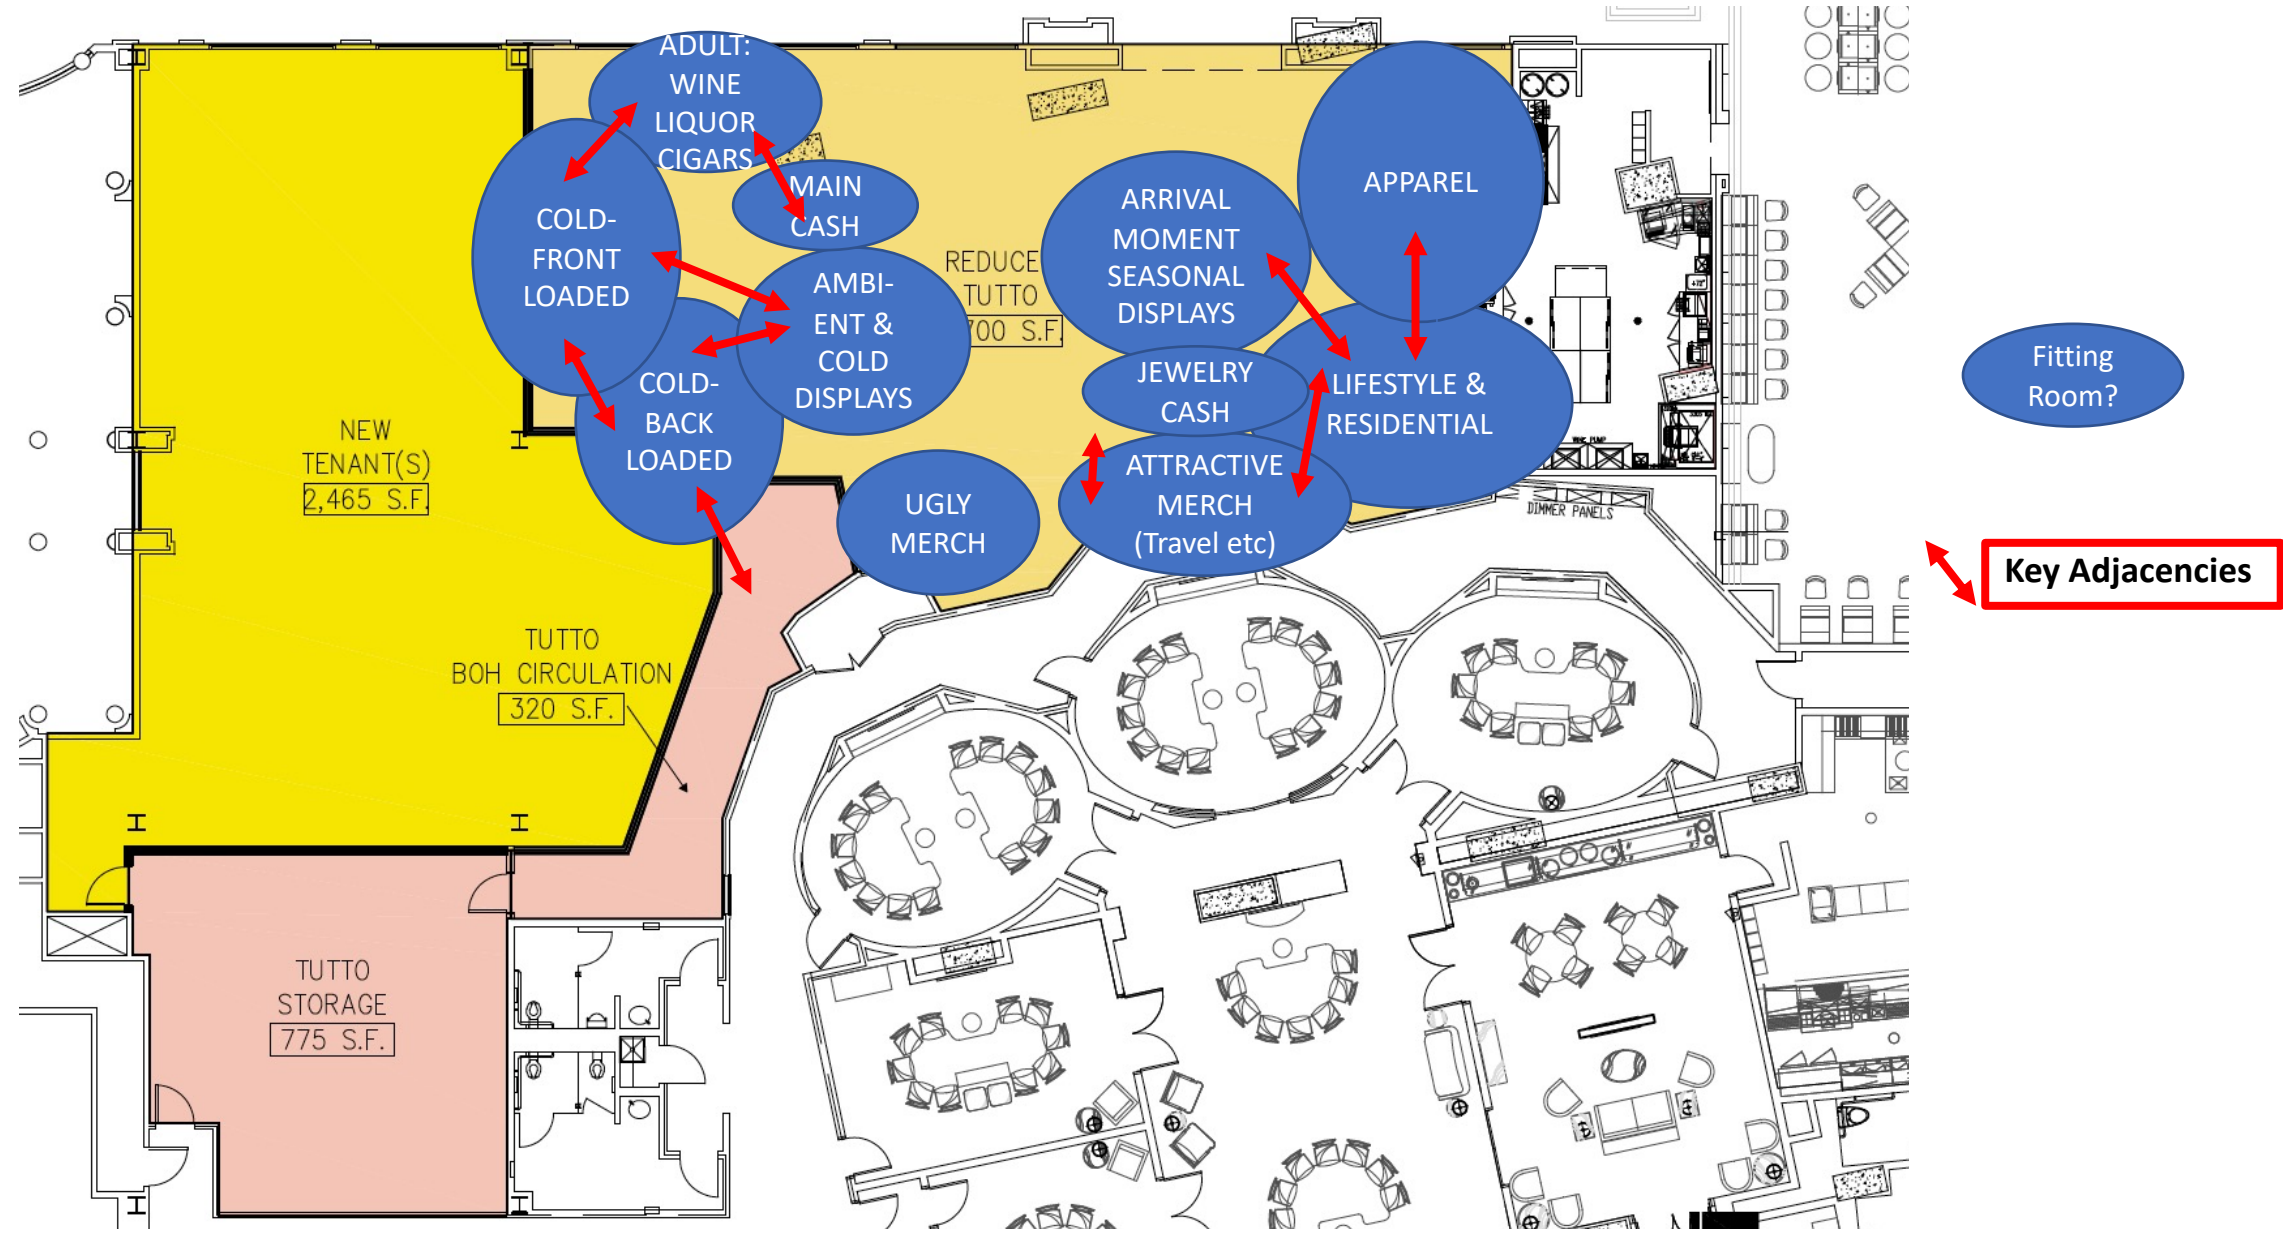 ADULT:
WINE
LIQUOR
CIGARS
MAIN
CASH
COLD-
FRONT
LOADED
AMBI-
ENT &
COLD
DISPLAYS
COLD-
BACK
LOADED
UGLY
MERCH
REDUCE
TUTTO
700 S.F.
ARRIVAL
MOMENT
SEASONAL
DISPLAYS
APPAREL
JEWELRY
CASH
LIFESTYLE &
RESIDENTIAL
ATTRACTIVE
MERCH
(Travel etc)
Fitting
Room?
Key Adjacencies
NEW
TENANT(S)
2,465 S.F.
DIMMER PANELS
TUTTO
BOH CIRCULATION
320 S.F.
TUTTO
STORAGE
775 S.F.